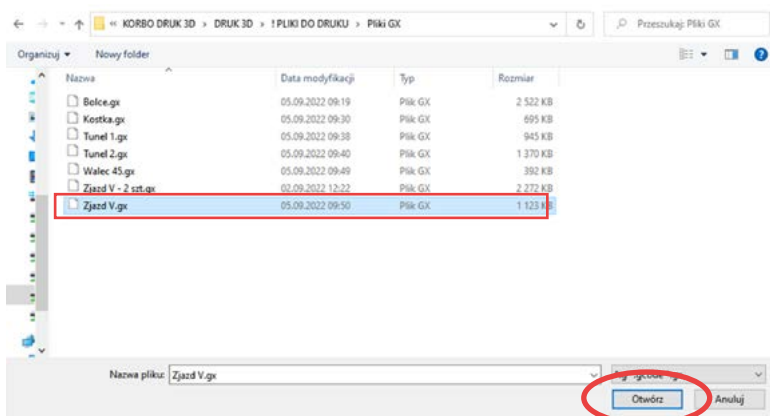 « KORBO DRUK 3D › DRUK 3D › ! PLIKI DO DRUKU › Pliki GX
Przeszukaj: Pliki GX
Organizuj Nowy folder
Nazwa Data modyfikacji Typ Rozmiar
Bolce.gx 05.09.2022 09:19 Plik GX 2 522 KB
Kostka.gx 05.09.2022 09:30 Plik GX 695 KB
Tunel 1.gx 05.09.2022 09:38 Plik GX 945 KB
Tunel 2.gx 05.09.2022 09:40 Plik GX 1 370 KB
Walec 45.gx 05.09.2022 09:49 Plik GX 392 KB
Zjazd V - 2 szt.gx 02.09.2022 12:22 Plik GX 2 272 KB
Zjazd V.gx 05.09.2022 09:50 Plik GX 1 123 KB
Nazwa pliku: Zjazd V.gx
Otwórz Anuluj